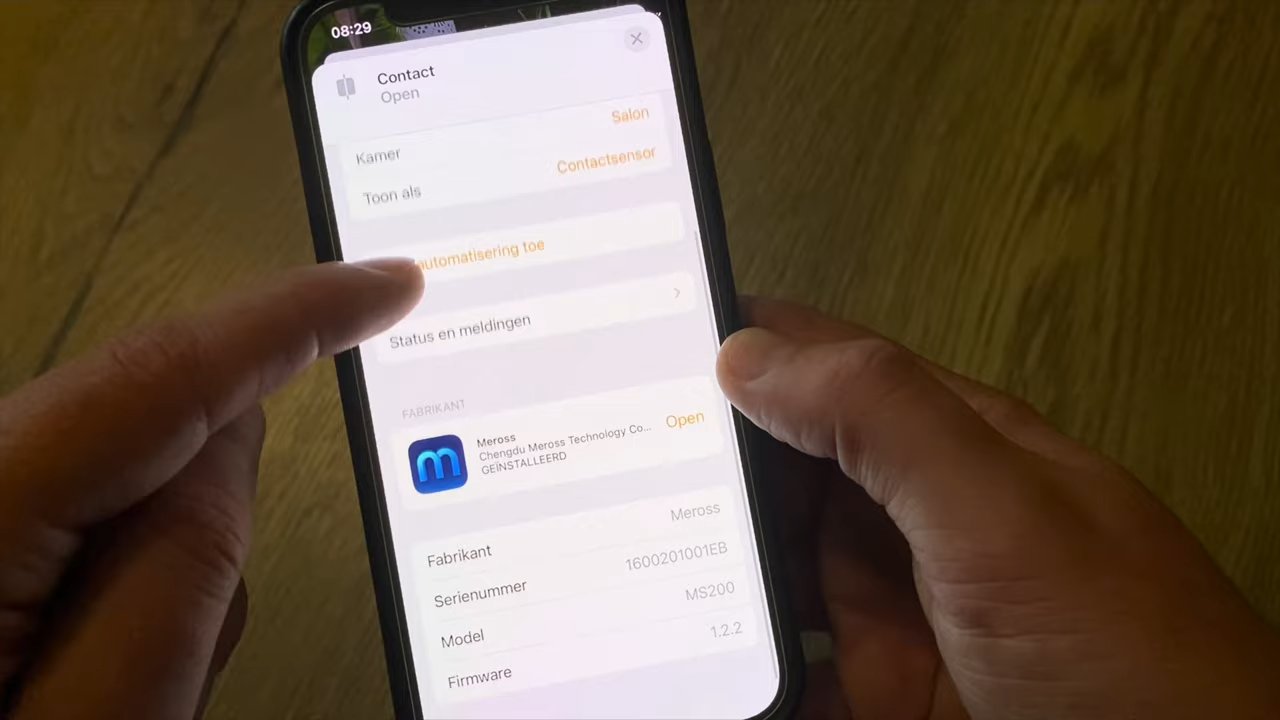 08:29
Contact
Open
Kamer Salon
Toon als Contactsensor
automatisering toe
Status en meldingen
FABRIKANT
Meross
Chengdu Meross Technology Co...
GEÏNSTALLEERD
Open
Fabrikant Meross
Serienummer 1600201001EB
Model MS200
Firmware 1.2.2